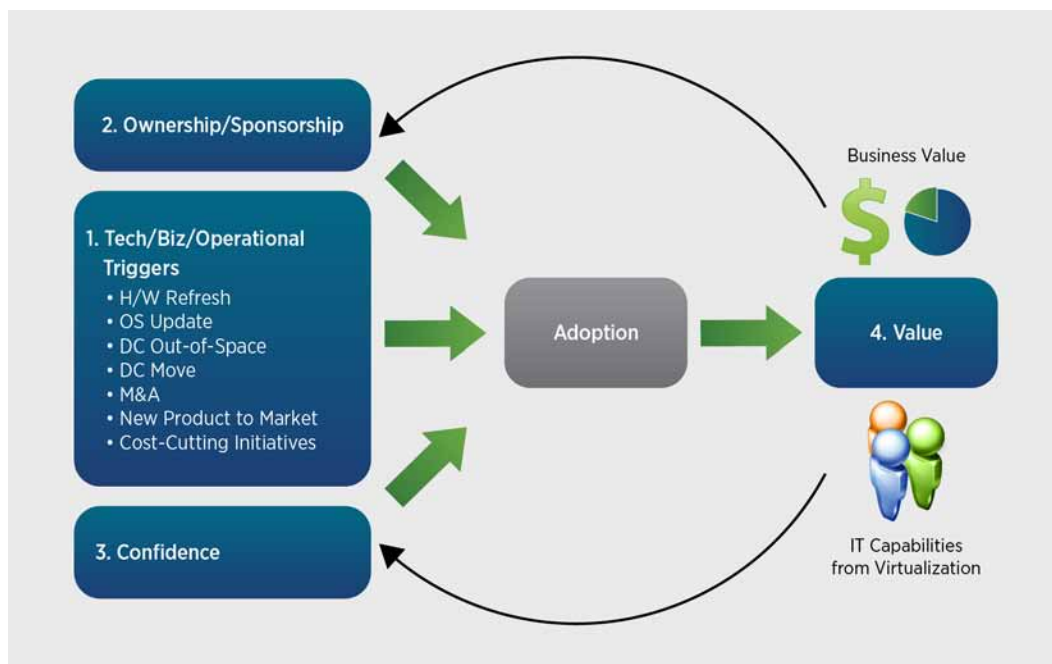 2. Ownership/Sponsorship
1. Tech/Biz/Operational
Triggers
• H/W Refresh
• OS Update
• DC Out-of-Space
• DC Move
• M&A
• New Product to Market
• Cost-Cutting Initiatives
3. Confidence
Adoption
Business Value
$
4. Value
IT Capabilities
from Virtualization